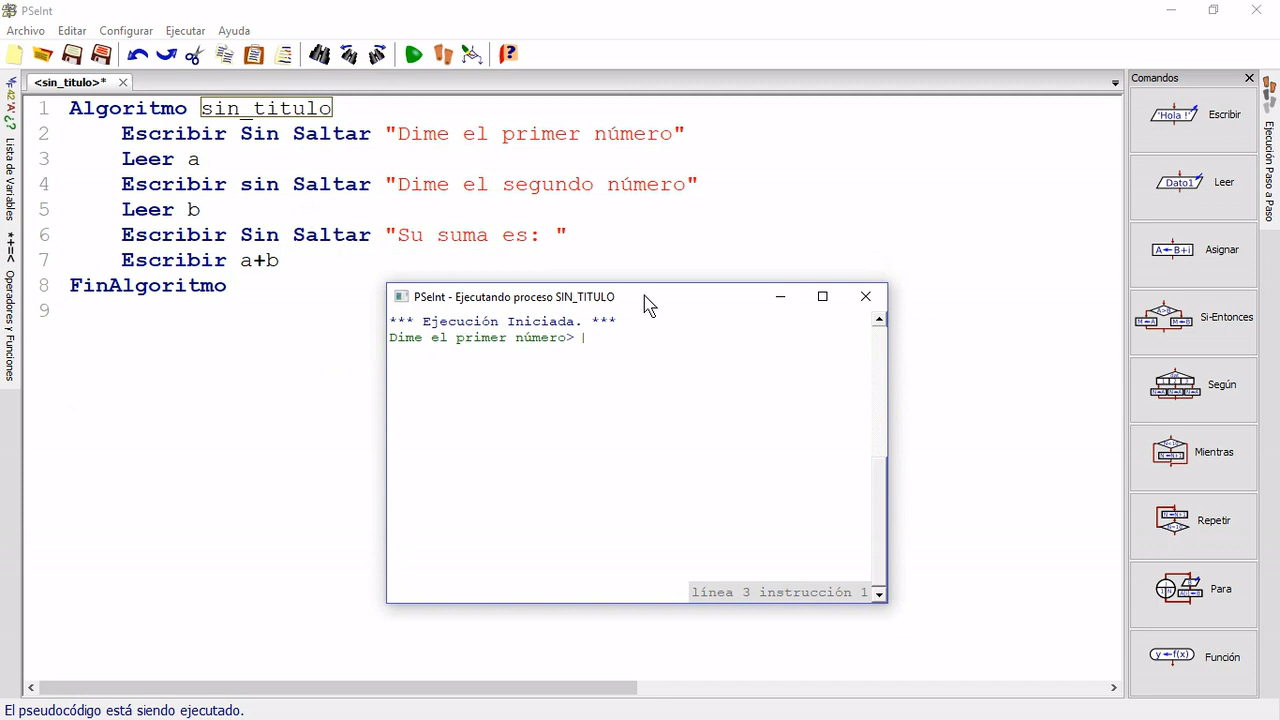 PSeInt
Archivo Editar Configurar Ejecutar Ayuda
<sin_titulo>*
1 Algoritmo sin_titulo
2 Escribir Sin Saltar "Dime el primer número"
3 Leer a
4 Escribir sin Saltar "Dime el segundo número"
5 Leer b
6 Escribir Sin Saltar "Su suma es: "
7 Escribir a+b
8 FinAlgoritmo
9
PSeInt - Ejecutando proceso SIN_TITULO
*** Ejecución Iniciada. ***
Dime el primer número>
línea 3 instrucción 1
Lista de Variables
*+=< Operadores y Funciones
Comandos
'Hola !' Escribir
Dato1 Leer
A←B+i Asignar
Si-Entonces
Según
Mientras
Repetir
Para
y←f(x) Función
Ejecución Paso a Paso
El pseudocódigo está siendo ejecutado.